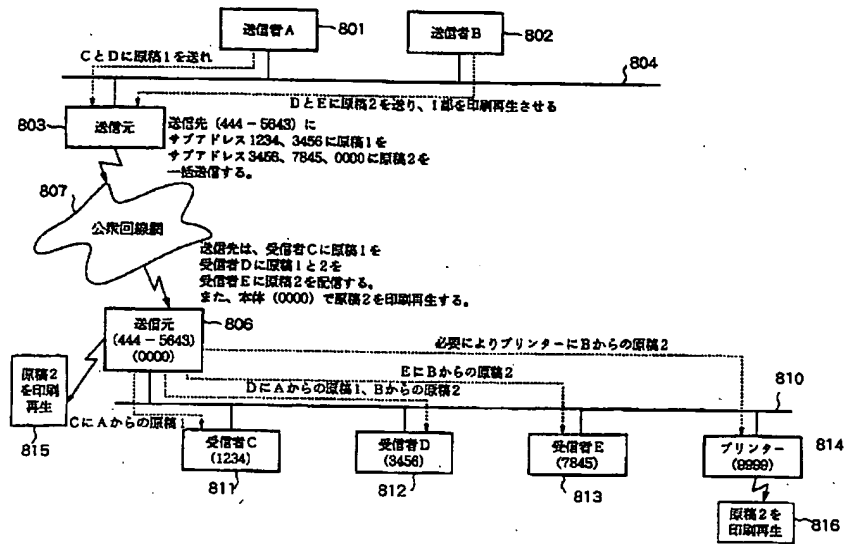 送信者A
801
送信者B
802
CとDに原稿1を送れ
804
DとEに原稿2を送り、1部を印刷再生させる
803
送信元
送信先(444-5643)に
サブアドレス1234、3456に原稿1を
サブアドレス3456、7845、0000に原稿2を
一括送信する。
807
公衆回線網
送信先は、受信者Cに原稿1を
受信者Dに原稿1と2を
受信者Eに原稿2を配信する。
また、本体(0000)で原稿2を印刷再生する。
送信元
(444-5643)
(0000)
806
必要によりプリンターにBからの原稿2
EにBからの原稿2
DにAからの原稿1、Bからの原稿2
原稿2
を印刷
再生
815
CにAからの原稿1
810
受信者C
(1234)
811
受信者D
(3456)
812
受信者E
(7845)
813
プリンター
(9999)
814
原稿2を
印刷再生
816